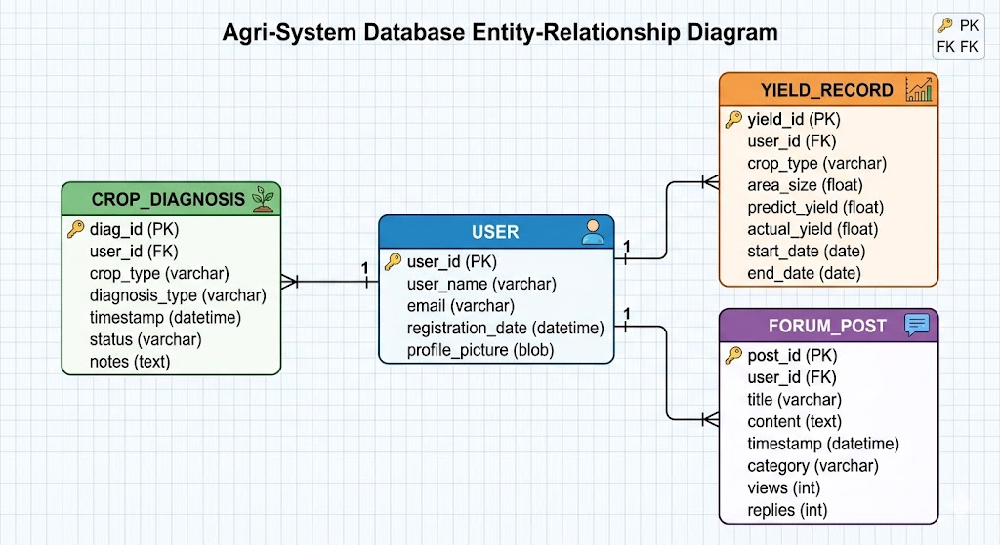 Agri-System Database Entity-Relationship Diagram
PK
FK FK
CROP_DIAGNOSIS
diag_id (PK)
user_id (FK)
crop_type (varchar)
diagnosis_type (varchar)
timestamp (datetime)
status (varchar)
notes (text)
1
USER
user_id (PK)
user_name (varchar)
email (varchar)
registration_date (datetime)
profile_picture (blob)
1
1
YIELD_RECORD
yield_id (PK)
user_id (FK)
crop_type (varchar)
area_size (float)
predict_yield (float)
actual_yield (float)
start_date (date)
end_date (date)
FORUM_POST
post_id (PK)
user_id (FK)
title (varchar)
content (text)
timestamp (datetime)
category (varchar)
views (int)
replies (int)